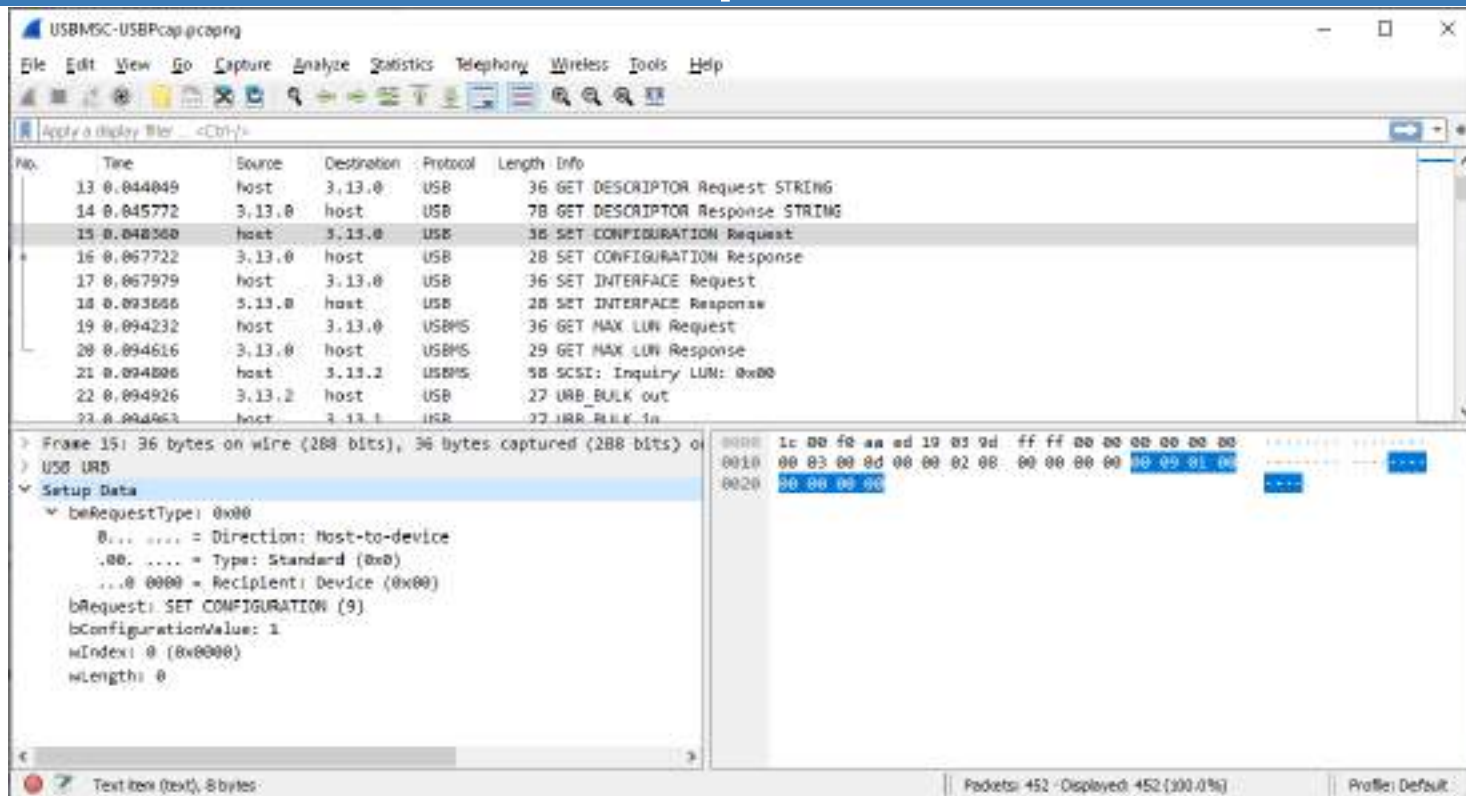 USBMSC-USBPcap.pcapng
File Edit View Go Capture Analyze Statistics Telephony Wireless Tools Help
Apply a display filter ... <Ctrl-/>
No. Time Source Destination Protocol Length Info
13 0.044049 host 3.13.0 USB 36 GET DESCRIPTOR Request STRING
14 0.045772 3.13.0 host USB 78 GET DESCRIPTOR Response STRING
15 0.048360 host 3.13.0 USB 36 SET CONFIGURATION Request
16 0.067722 3.13.0 host USB 28 SET CONFIGURATION Response
17 0.067979 host 3.13.0 USB 36 SET INTERFACE Request
18 0.093666 3.13.0 host USB 28 SET INTERFACE Response
19 0.094232 host 3.13.0 USBMS 36 GET MAX LUN Request
20 0.094616 3.13.0 host USBMS 29 GET MAX LUN Response
21 0.094806 host 3.13.2 USBMS 58 SCSI: Inquiry LUN: 0x00
22 0.094926 3.13.2 host USB 27 URB_BULK out
23 0.094963 host 3.13.1 USB 27 URB_BULK in
Frame 15: 36 bytes on wire (288 bits), 36 bytes captured (288 bits) o
USB URB
Setup Data
bmRequestType: 0x00
0... .... = Direction: Host-to-device
.00. .... = Type: Standard (0x0)
...0 0000 = Recipient: Device (0x00)
bRequest: SET CONFIGURATION (9)
bConfigurationValue: 1
wIndex: 0 (0x0000)
wLength: 0
0000 1c 00 f0 aa ed 19 03 9d ff ff 00 00 00 00 00 00
0010 00 03 00 0d 00 00 02 08 00 00 00 00 00 09 01 00
0020 00 00 00 00
Text item (text), 8 bytes
Packets: 452 · Displayed: 452 (100.0%)
Profile: Default